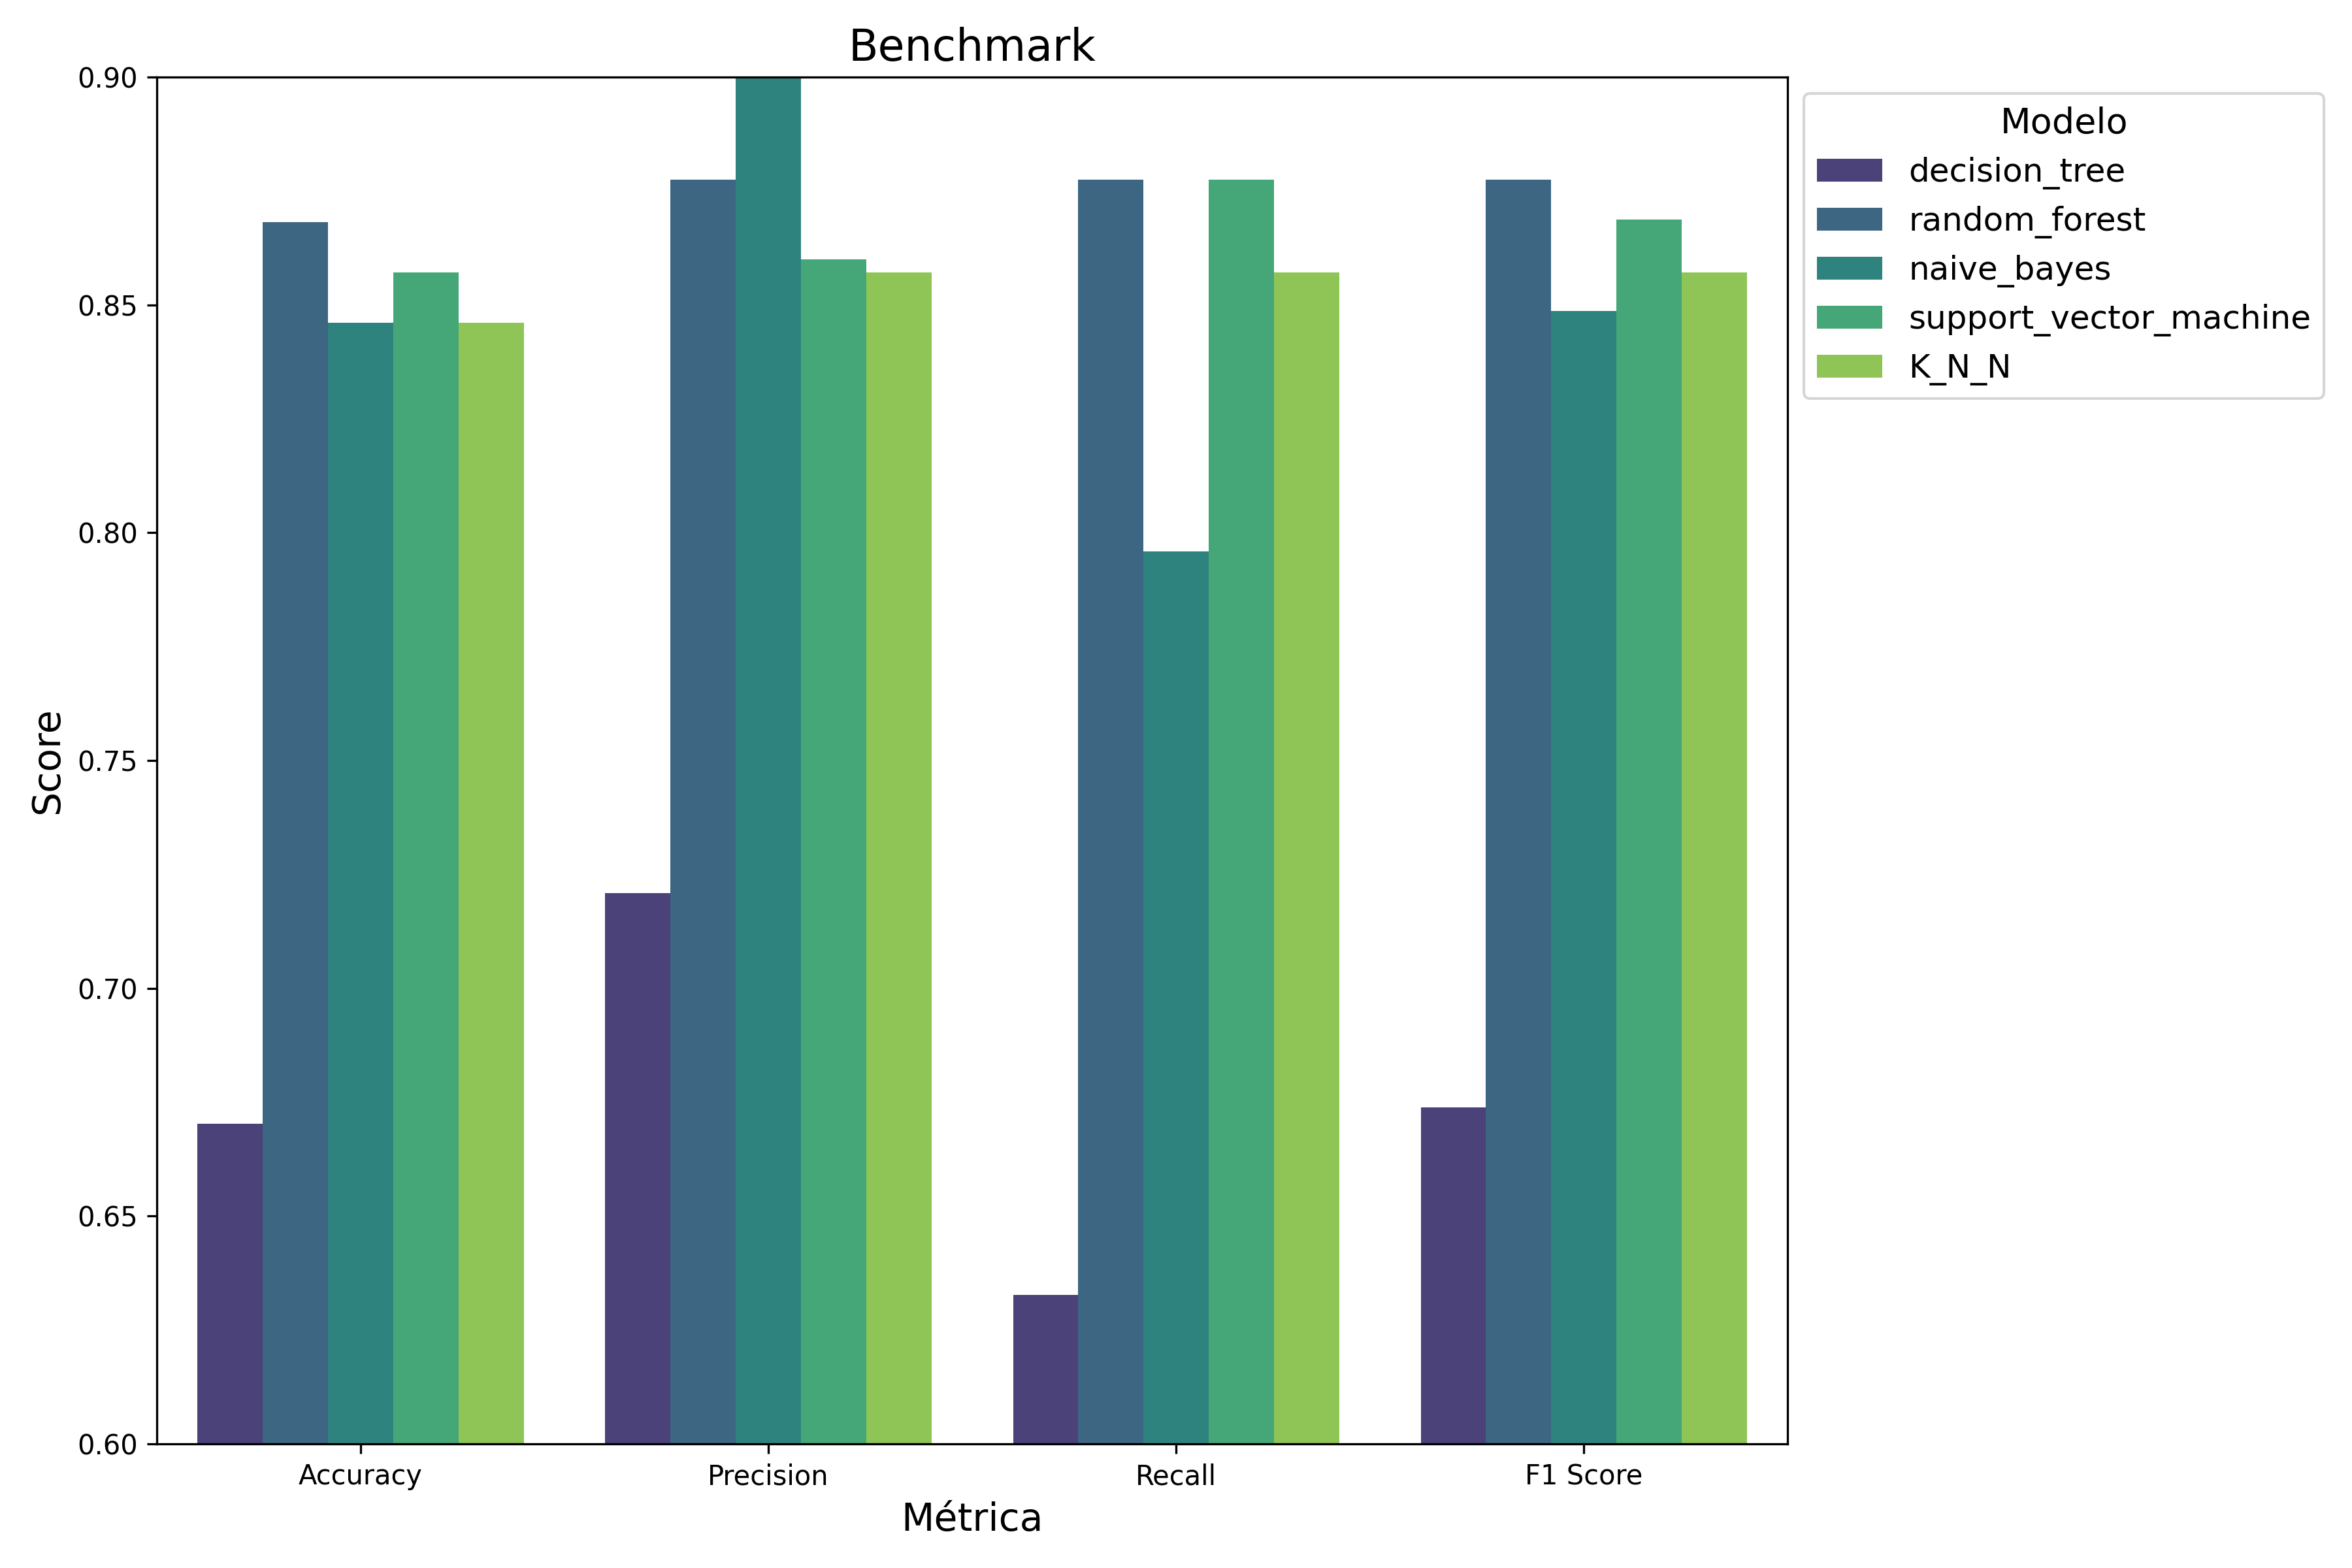 Benchmark
0.90
0.85
0.80
0.75
0.70
0.65
0.60
Score
Accuracy
Precision
Recall
F1 Score
Métrica
Modelo
decision_tree
random_forest
naive_bayes
support_vector_machine
K_N_N